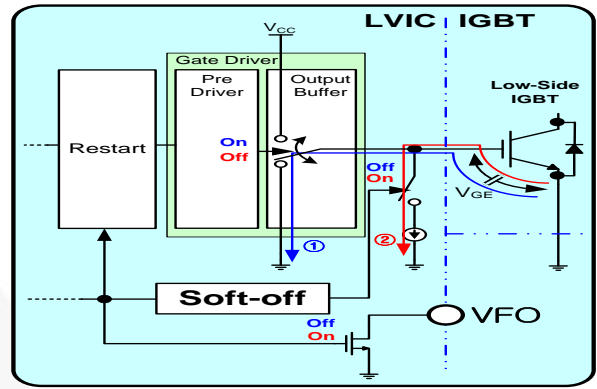 LVIC IGBT
VCC
Gate Driver
Pre
Driver
Output
Buffer
Low-Side
IGBT
Restart
On
Off
Off
On
VGE
①
②
Soft-off
VFO
Off
On